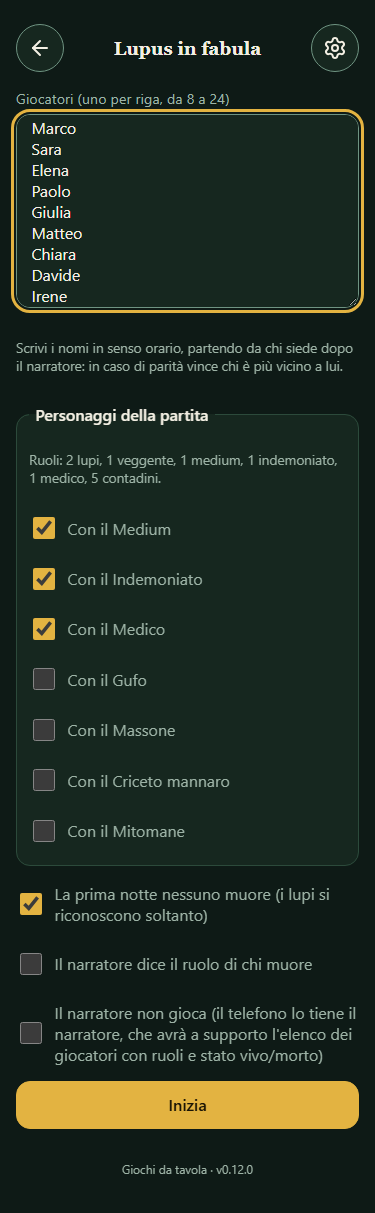 Lupus in fabula
Giocatori (uno per riga, da 8 a 24)
Marco
Sara
Elena
Paolo
Giulia
Matteo
Chiara
Davide
Irene
Scrivi i nomi in senso orario, partendo da chi siede dopo
il narratore: in caso di parità vince chi è più vicino a lui.
Personaggi della partita
Ruoli: 2 lupi, 1 veggente, 1 medium, 1 indemoniato,
1 medico, 5 contadini.
Con il Medium
Con il Indemoniato
Con il Medico
Con il Gufo
Con il Massone
Con il Criceto mannaro
Con il Mitomane
La prima notte nessuno muore (i lupi si
riconoscono soltanto)
Il narratore dice il ruolo di chi muore
Il narratore non gioca (il telefono lo tiene il
narratore, che avrà a supporto l'elenco dei
giocatori con ruoli e stato vivo/morto)
Inizia
Giochi da tavola · v0.12.0